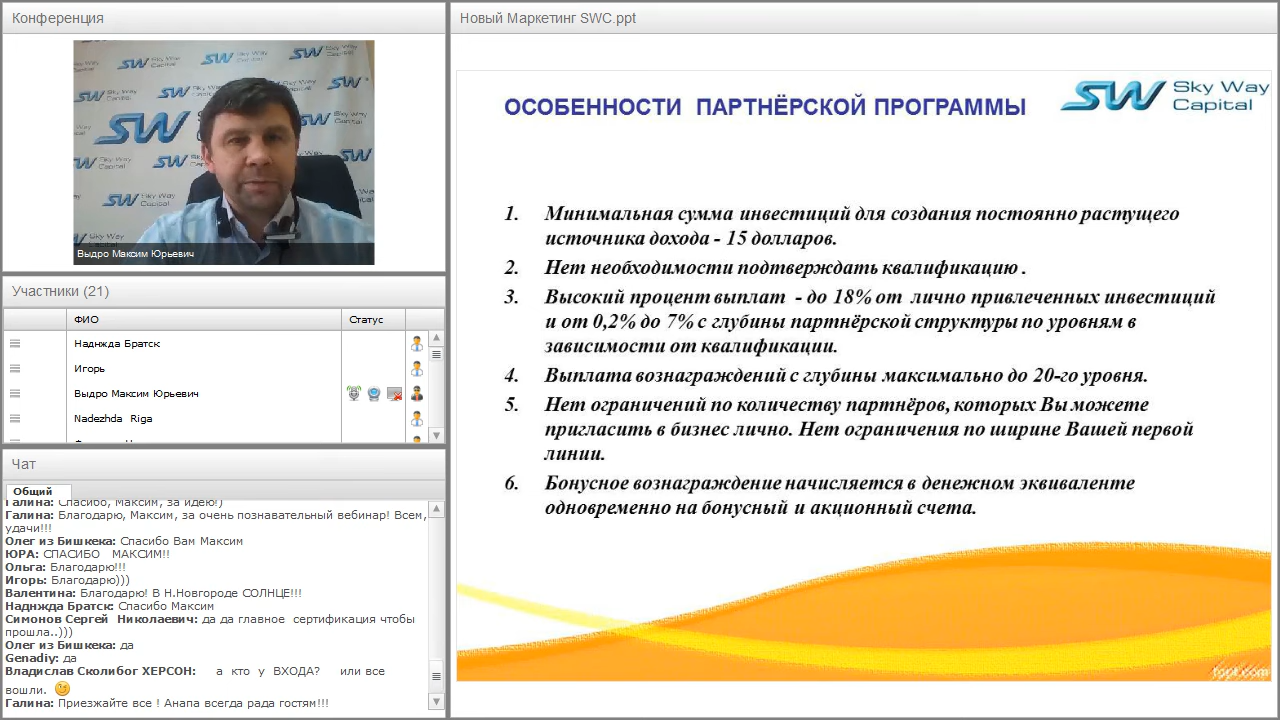 Конференция
Sky Way
Capital
SW
Выдро Максим Юрьевич
Участники (21)
ФИО
Статус
Наднжда Братск
Игорь
Выдро Максим Юрьевич
Nadezhda Riga
Чат
Общий
Галина: Спасибо, Максим, за идею!)
Галина: Благодарю, Максим, за очень познавательный вебинар! Всем,
удачи!!!
Олег из Бишкека: Спасибо Вам Максим
ЮРА: СПАСИБО МАКСИМ!!
Ольга: Благодарю!!!
Игорь: Благодарю)))
Валентина: Благодарю! В Н.Новгороде СОЛНЦЕ!!!
Наднжда Братск: Спасибо Максим
Симонов Сергей Николаевич: да да главное сертификация чтобы
прошла..)))
Олег из Бишкека: да
Genadiy: да
Владислав Сколибог ХЕРСОН: а кто у ВХОДА? или все
вошли.
Галина: Приезжайте все ! Анапа всегда рада гостям!!!
Новый Маркетинг SWC.ppt
ОСОБЕННОСТИ ПАРТНЁРСКОЙ ПРОГРАММЫ
SW Sky Way
Capital
1. Минимальная сумма инвестиций для создания постоянно растущего
источника дохода - 15 долларов.
2. Нет необходимости подтверждать квалификацию .
3. Высокий процент выплат - до 18% от лично привлеченных инвестиций
и от 0,2% до 7% с глубины партнёрской структуры по уровням в
зависимости от квалификации.
4. Выплата вознаграждений с глубины максимально до 20-го уровня.
5. Нет ограничений по количеству партнёров, которых Вы можете
пригласить в бизнес лично. Нет ограничения по ширине Вашей первой
линии.
6. Бонусное вознаграждение начисляется в денежном эквиваленте
одновременно на бонусный и акционный счета.